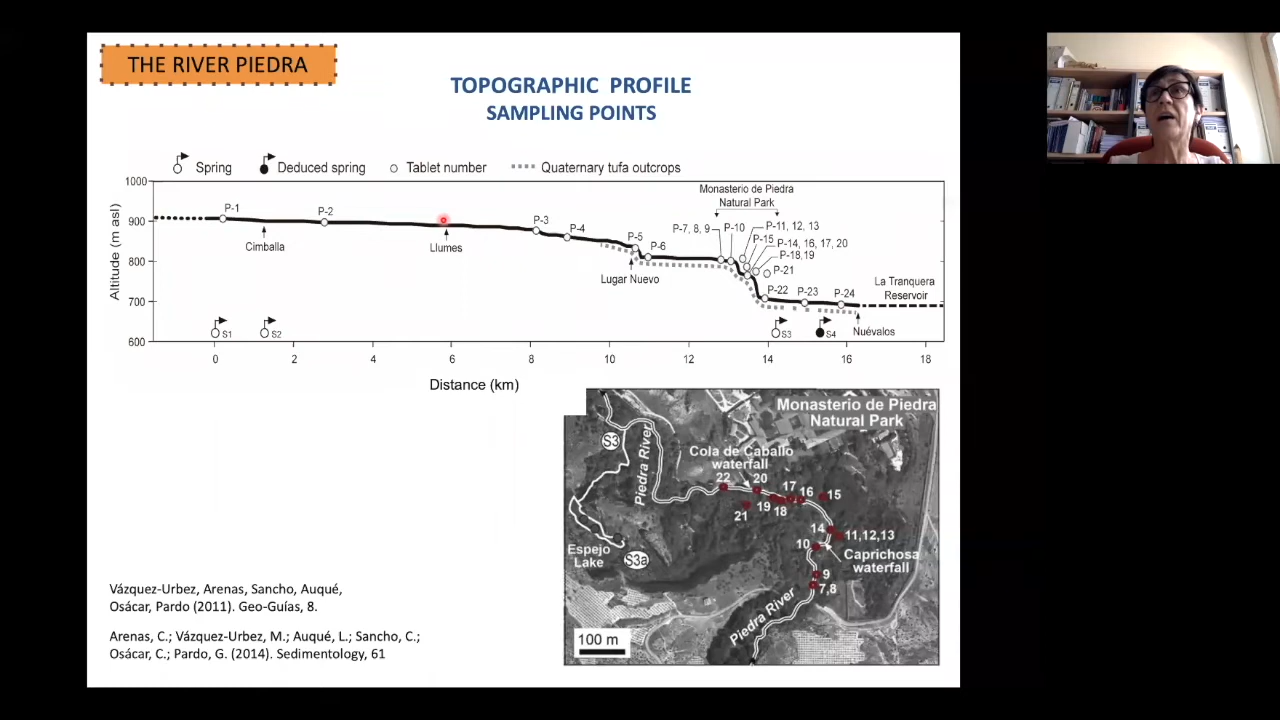 THE RIVER PIEDRA
TOPOGRAPHIC PROFILE
SAMPLING POINTS
Spring
Deduced spring
Tablet number
Quaternary tufa outcrops
Altitude (m asl)
1000
900
800
700
600
P-1
P-2
P-3
P-4
P-5
P-6
Cimballa
Llumes
Lugar Nuevo
Monasterio de Piedra
Natural Park
P-7, 8, 9
P-10
P-11, 12, 13
P-15
P-14, 16, 17, 20
P-18,19
P-21
P-22
P-23
P-24
La Tranquera
Reservoir
Nuévalos
S1
S2
S3
S4
0
2
4
6
8
10
12
14
16
18
Distance (km)
Monasterio de Piedra
Natural Park
S3
Piedra River
Cola de Caballo
waterfall
22
20
17
16
15
19
18
21
14
11,12,13
10
Caprichosa
waterfall
Espejo
Lake
S3a
9
7,8
Piedra River
100 m
Vázquez-Urbez, Arenas, Sancho, Auqué,
Osácar, Pardo (2011). Geo-Guías, 8.
Arenas, C.; Vázquez-Urbez, M.; Auqué, L.; Sancho, C.;
Osácar, C.; Pardo, G. (2014). Sedimentology, 61